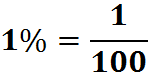 1% = 1/100